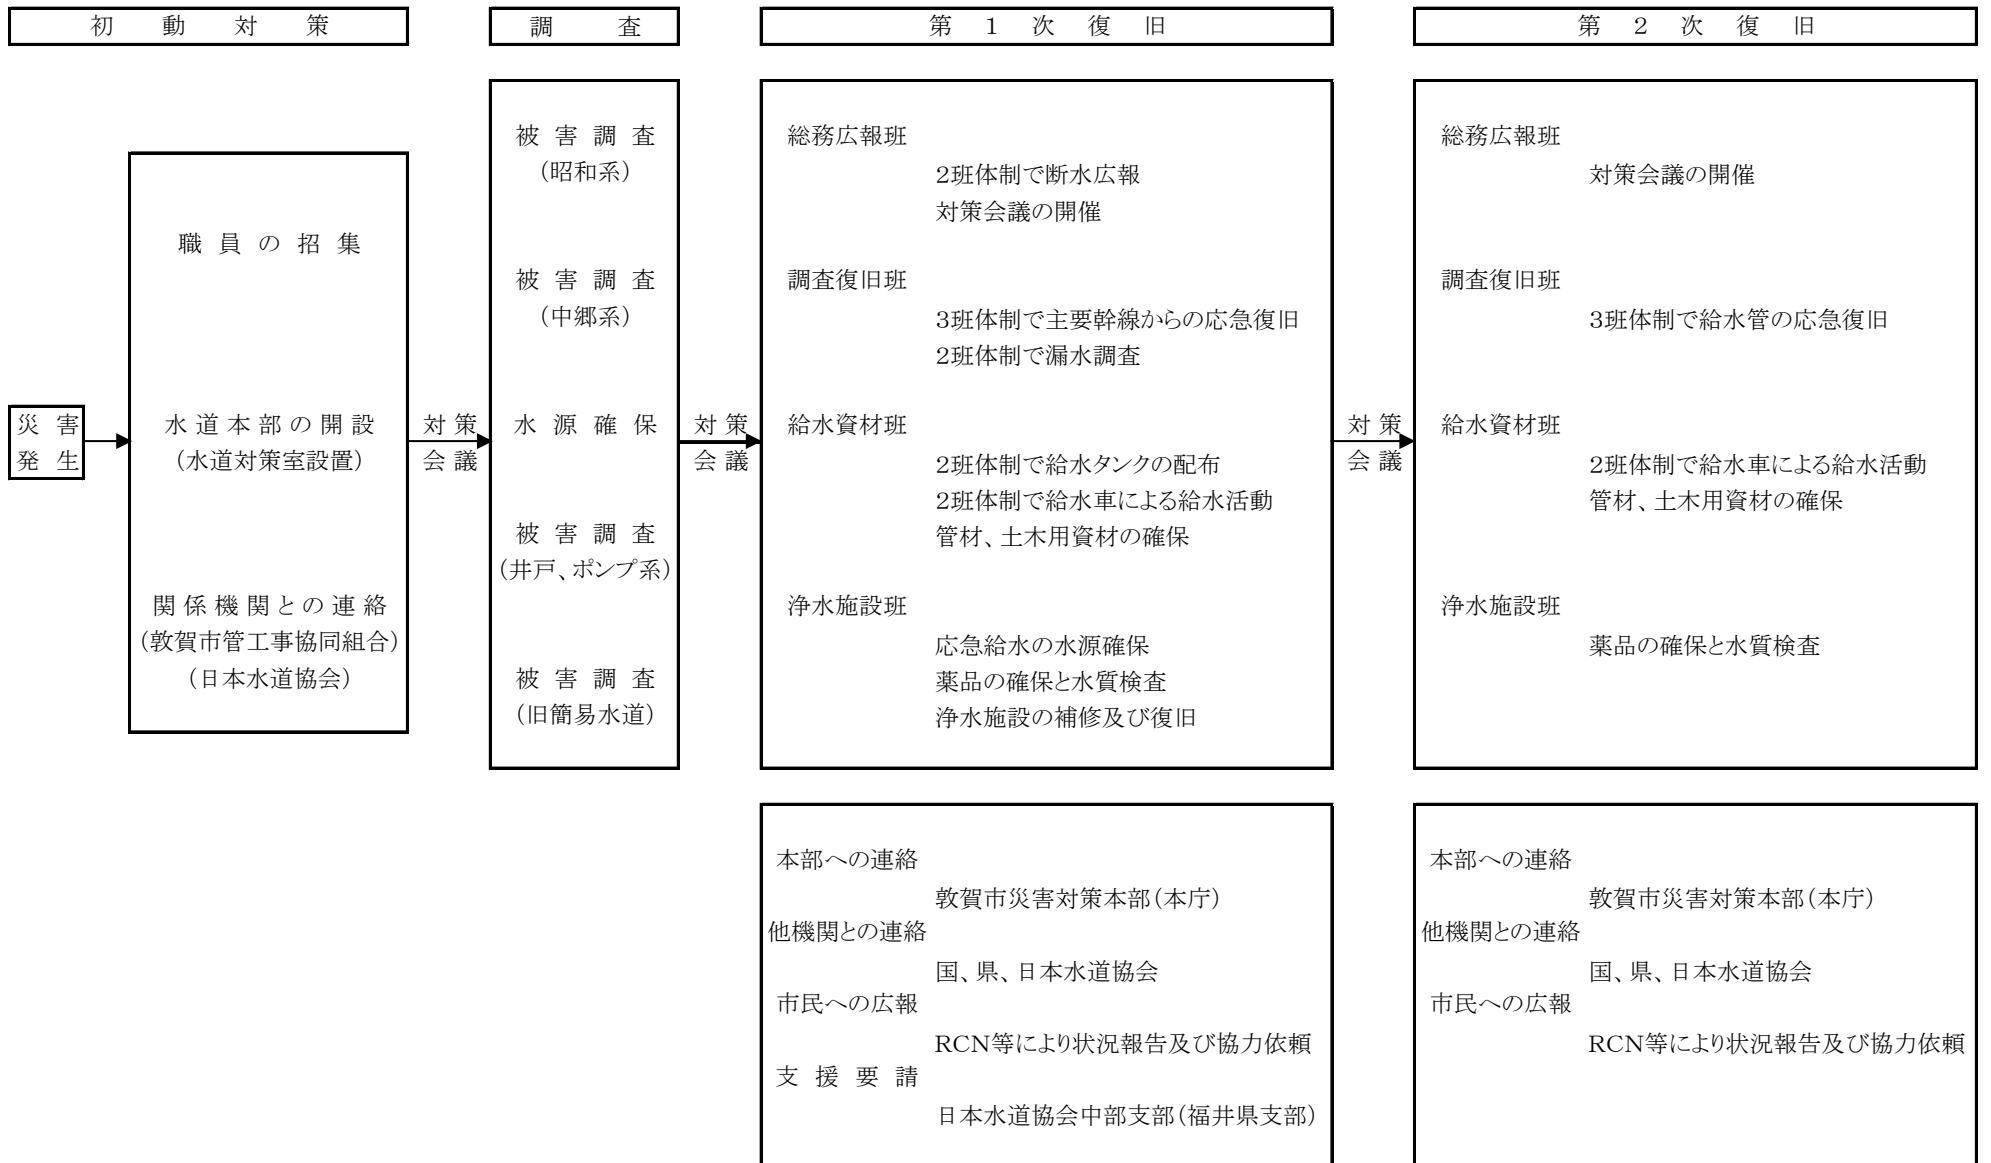 初動対策
調査
第1次復旧
第2次復旧
災害
発生
職員の招集
水道本部の開設
(水道対策室設置)
関係機関との連絡
(敦賀市管工事協同組合)
(日本水道協会)
対策
会議
被害調査
(昭和系)
被害調査
(中郷系)
水源確保
被害調査
(井戸、ポンプ系)
被害調査
(旧簡易水道)
対策
会議
総務広報班
2班体制で断水広報
対策会議の開催
調査復旧班
3班体制で主要幹線からの応急復旧
2班体制で漏水調査
給水資材班
2班体制で給水タンクの配布
2班体制で給水車による給水活動
管材、土木用資材の確保
浄水施設班
応急給水の水源確保
薬品の確保と水質検査
浄水施設の補修及び復旧
対策
会議
総務広報班
対策会議の開催
調査復旧班
3班体制で給水管の応急復旧
給水資材班
2班体制で給水車による給水活動
管材、土木用資材の確保
浄水施設班
薬品の確保と水質検査
本部への連絡
敦賀市災害対策本部(本庁)
他機関との連絡
国、県、日本水道協会
市民への広報
RCN等により状況報告及び協力依頼
支援要請
日本水道協会中部支部(福井県支部)
本部への連絡
敦賀市災害対策本部(本庁)
他機関との連絡
国、県、日本水道協会
市民への広報
RCN等により状況報告及び協力依頼